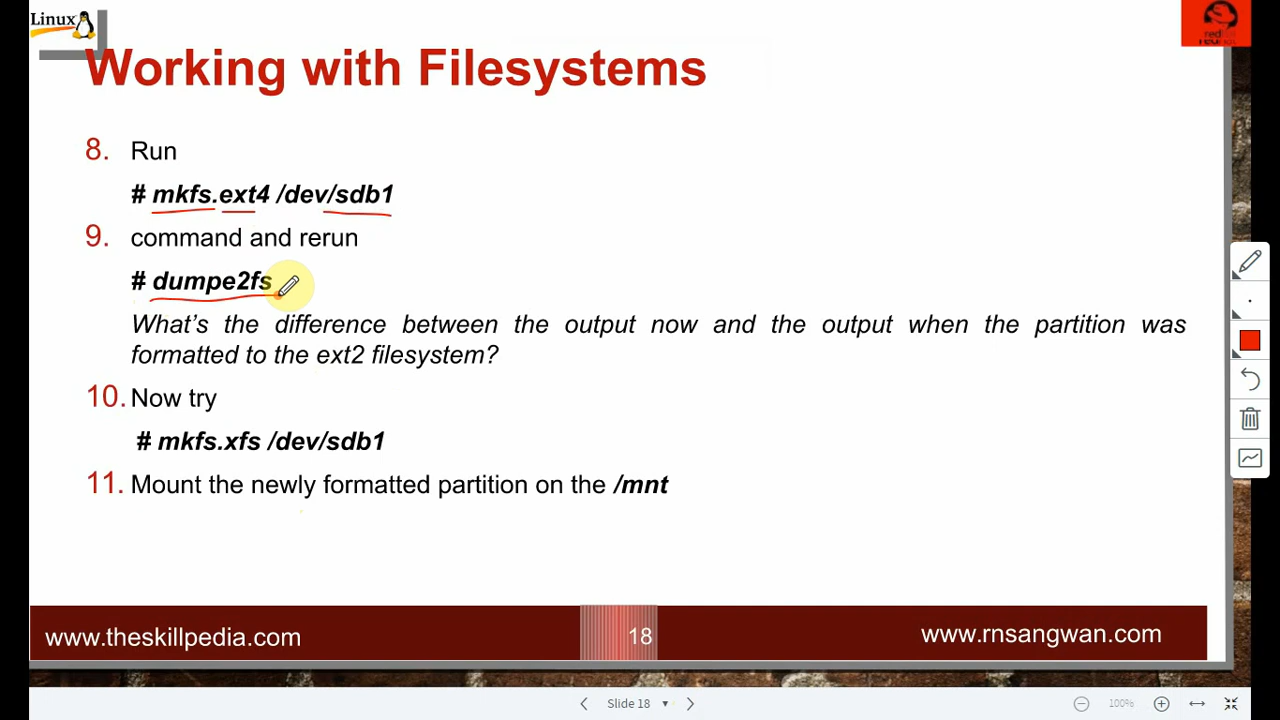 Linux
Working with Filesystems
8. Run
# mkfs.ext4 /dev/sdb1
9. command and rerun
# dumpe2fs
What's the difference between the output now and the output when the partition was
formatted to the ext2 filesystem?
10. Now try
# mkfs.xfs /dev/sdb1
11. Mount the newly formatted partition on the /mnt
www.theskillpedia.com
18
www.rnsangwan.com
Slide 18
100%